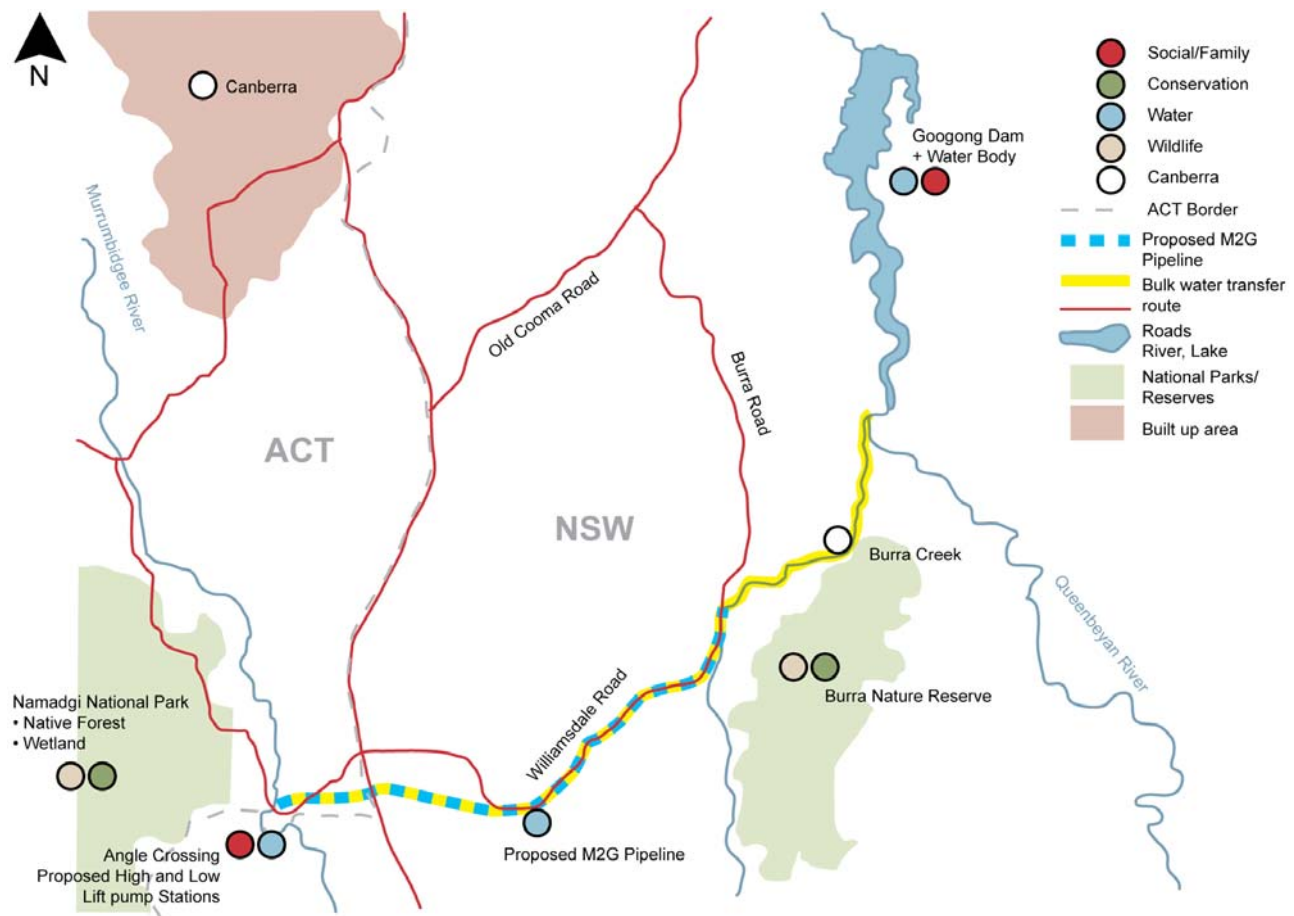 N
Canberra
Murrumbidgee River
Googong Dam
+ Water Body
Social/Family
Conservation
Water
Wildlife
Canberra
ACT Border
Proposed M2G
Pipeline
Bulk water transfer
route
Roads
River, Lake
National Parks/
Reserves
Built up area
Old Cooma Road
Burra Road
ACT
NSW
Burra Creek
Queenbeyan River
Burra Nature Reserve
Williamsdale Road
Namadgi National Park
• Native Forest
• Wetland
Proposed M2G Pipeline
Angle Crossing
Proposed High and Low
Lift pump Stations